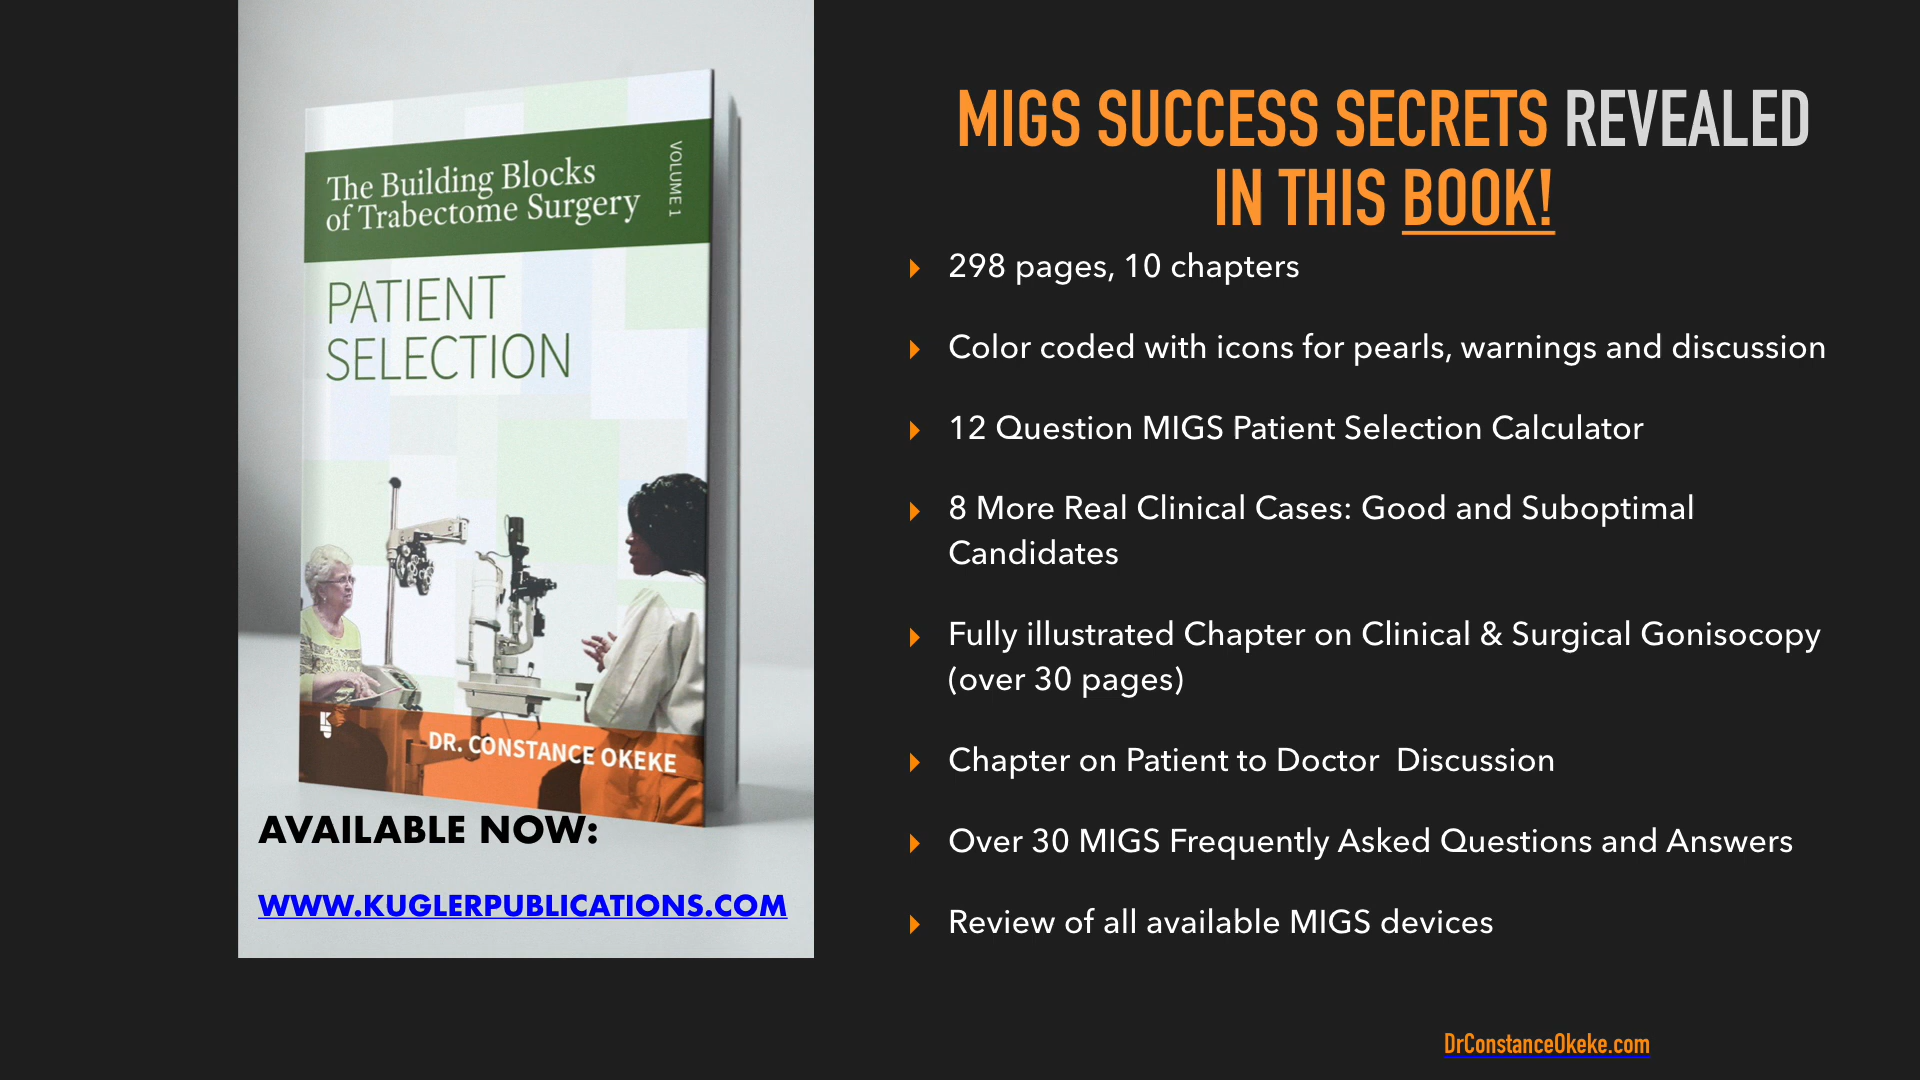 The Building Blocks
of Trabectome Surgery
VOLUME 1
PATIENT
SELECTION
DR. CONSTANCE OKEKE
AVAILABLE NOW:
WWW.KUGLERPUBLICATIONS.COM
MIGS SUCCESS SECRETS REVEALED
IN THIS BOOK!
298 pages, 10 chapters
Color coded with icons for pearls, warnings and discussion
12 Question MIGS Patient Selection Calculator
8 More Real Clinical Cases: Good and Suboptimal
Candidates
Fully illustrated Chapter on Clinical & Surgical Gonisocopy
(over 30 pages)
Chapter on Patient to Doctor  Discussion
Over 30 MIGS Frequently Asked Questions and Answers
Review of all available MIGS devices
DrConstanceOkeke.com